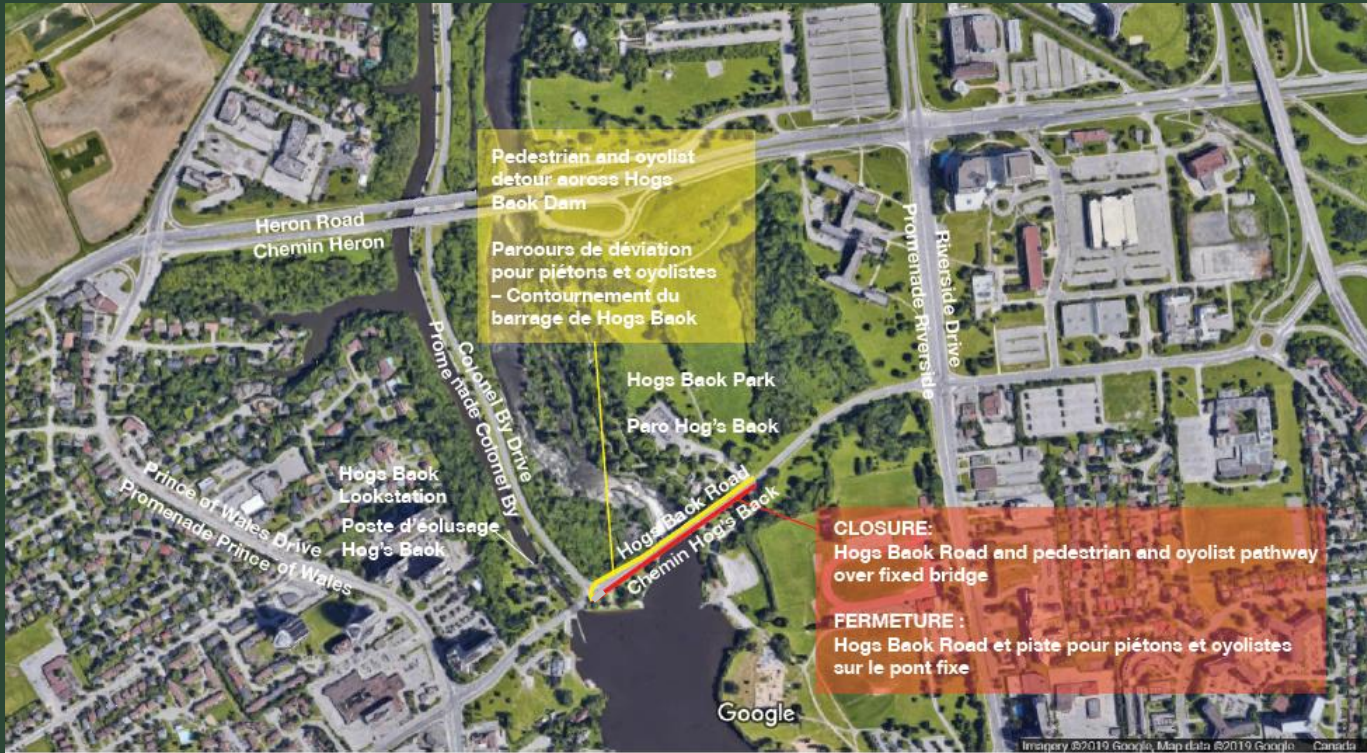 Pedestrian and oyolist
detour aoross Hogs
Baok Dam
Parcours de déviation
pour piétons et oyolistes
– Contournement du
barrage de Hogs Baok
Heron Road
Chemin Heron
Promenade Riverside
Riverside Drive
Colonel By Drive
Promenade Colonel By
Hogs Baok Park
Paro Hog's Baok
Prince of Wales Drive
Promenade Prince of Wales
Hogs Baok
Lookstation
Poste d'éolusage
Hog's Baok
Hogs Back Road
Chemin Hog's Back
CLOSURE:
Hogs Baok Road and pedestrian and oyolist pathway
over fixed bridge
FERMETURE :
Hogs Baok Road et piste pour piétons et oyolistes
sur le pont fixe
Google
Imagery ©2019 Google, Map data ©2019 Google Canada